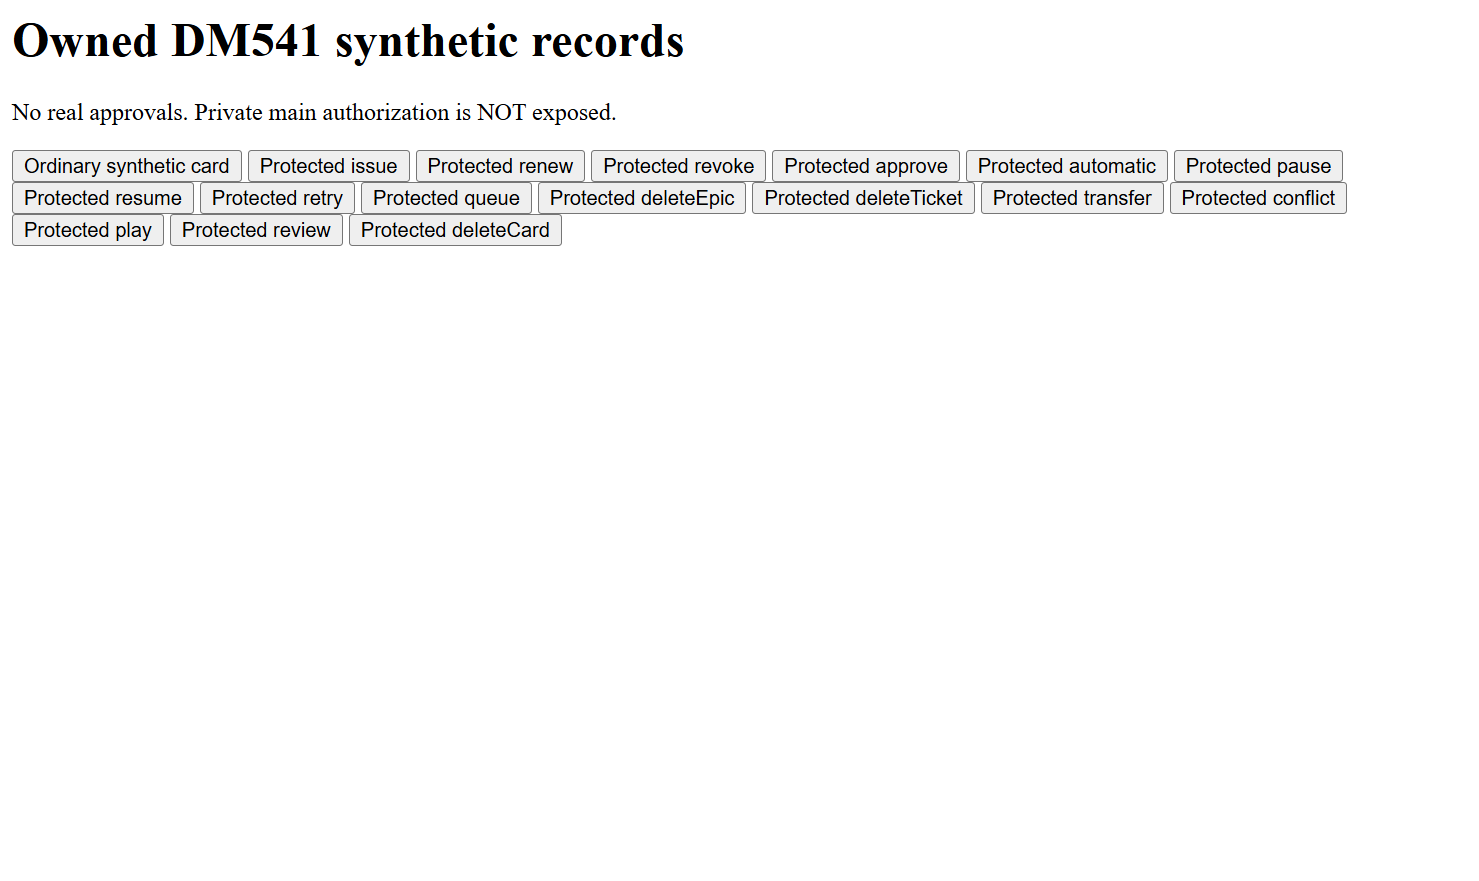 Owned DM541 synthetic records
No real approvals. Private main authorization is NOT exposed.
Ordinary synthetic card Protected issue Protected renew Protected revoke Protected approve Protected automatic Protected pause
Protected resume Protected retry Protected queue Protected deleteEpic Protected deleteTicket Protected transfer Protected conflict
Protected play Protected review Protected deleteCard